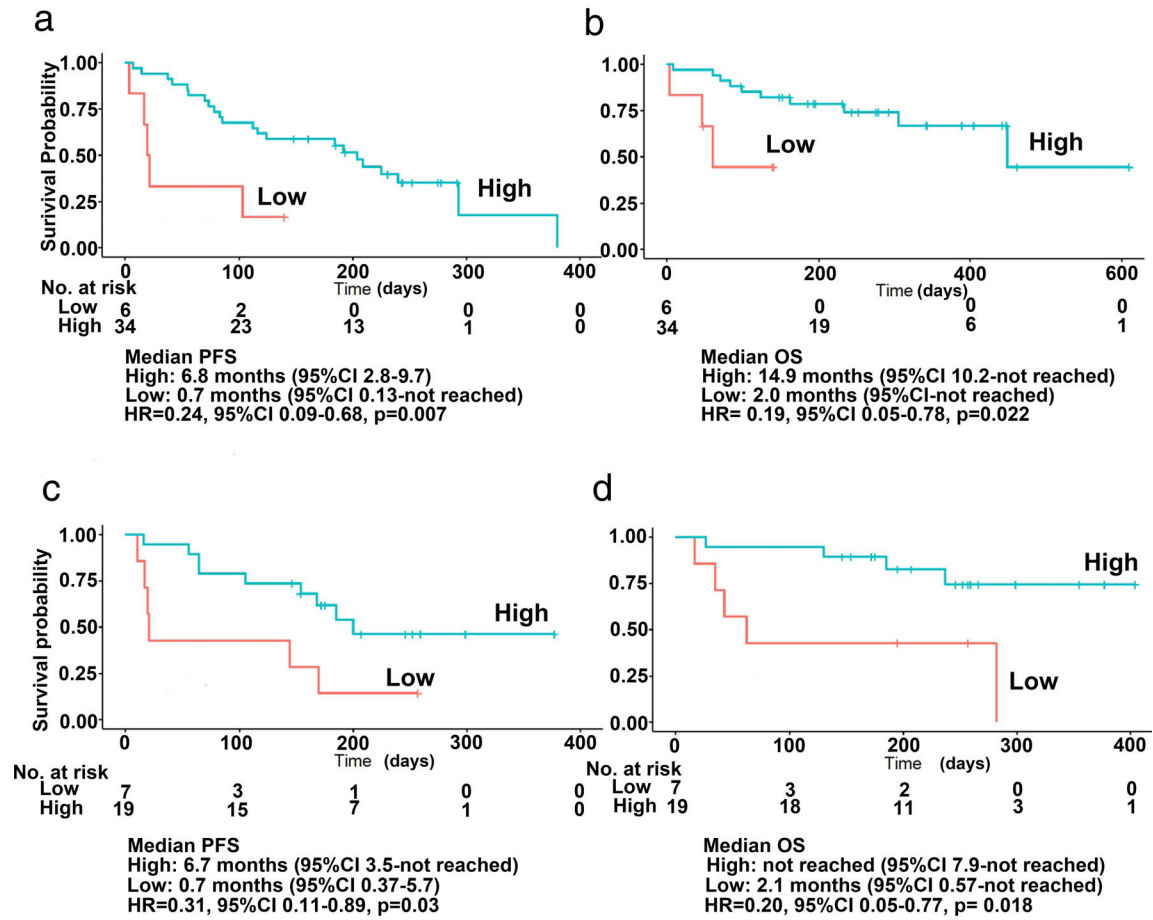 a
Surivival Probability
1.00
0.75
0.50
0.25
0.00
Low
High
0 100 200 300 400
Time (days)
No. at risk
Low 6 2 0 0 0
High 34 23 13 1 0
Median PFS
High: 6.8 months (95%CI 2.8-9.7)
Low: 0.7 months (95%CI 0.13-not reached)
HR=0.24, 95%CI 0.09-0.68, p=0.007
b
1.00
0.75
0.50
0.25
0.00
Low
High
0 200 400 600
Time (days)
6 0 0 0
34 19 6 1
Median OS
High: 14.9 months (95%CI 10.2-not reached)
Low: 2.0 months (95%CI-not reached)
HR= 0.19, 95%CI 0.05-0.78, p=0.022
c
Survival probability
1.00
0.75
0.50
0.25
0.00
High
Low
0 100 200 300 400
Time (days)
No. at risk
Low 7 3 1 0 0
High 19 15 7 1 0
Median PFS
High: 6.7 months (95%CI 3.5-not reached)
Low: 0.7 months (95%CI 0.37-5.7)
HR=0.31, 95%CI 0.11-0.89, p=0.03
d
1.00
0.75
0.50
0.25
0.00
High
Low
0 100 200 300 400
Time (days)
No. at risk
Low 7 3 2 0 0
High 19 18 11 3 1
Median OS
High: not reached (95%CI 7.9-not reached)
Low: 2.1 months (95%CI 0.57-not reached)
HR=0.20, 95%CI 0.05-0.77, p= 0.018